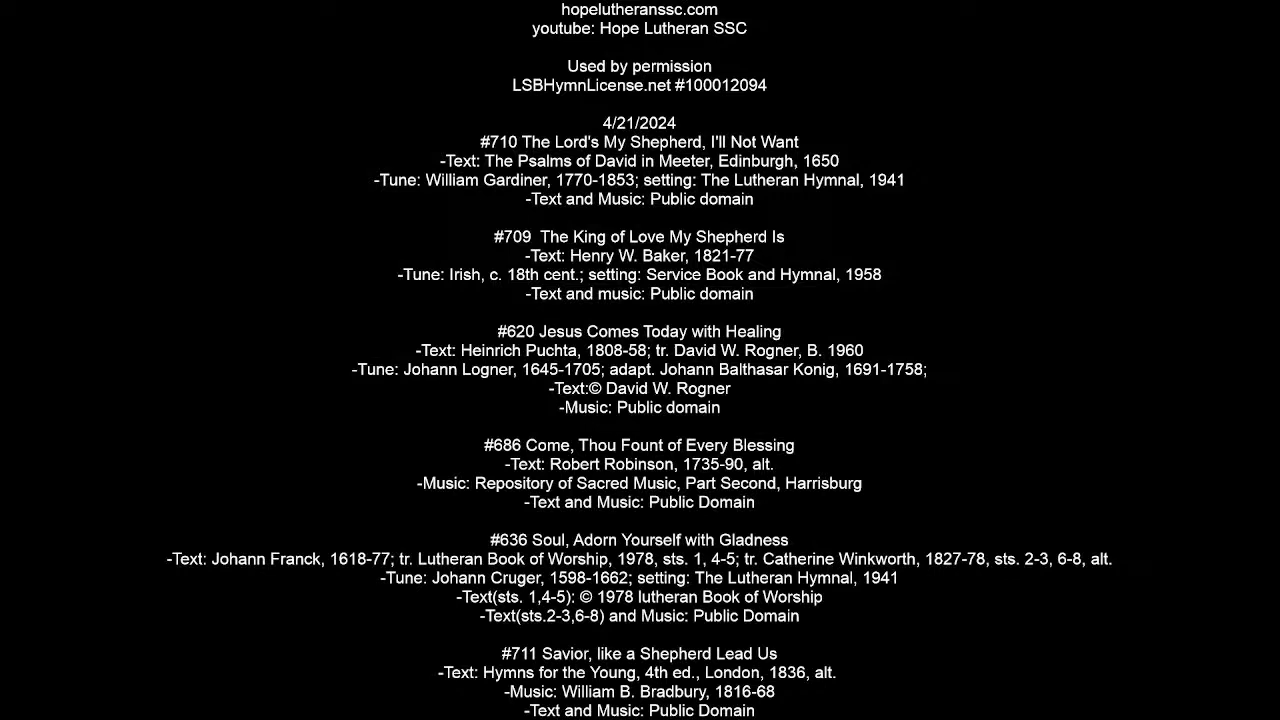 hopelutheranssc.com
youtube: Hope Lutheran SSC
Used by permission
LSBHymnLicense.net #100012094
4/21/2024
#710 The Lord's My Shepherd, I'll Not Want
-Text: The Psalms of David in Meeter, Edinburgh, 1650
-Tune: William Gardiner, 1770-1853; setting: The Lutheran Hymnal, 1941
-Text and Music: Public domain
#709  The King of Love My Shepherd Is
-Text: Henry W. Baker, 1821-77
-Tune: Irish, c. 18th cent.; setting: Service Book and Hymnal, 1958
-Text and music: Public domain
#620 Jesus Comes Today with Healing
-Text: Heinrich Puchta, 1808-58; tr. David W. Rogner, B. 1960
-Tune: Johann Logner, 1645-1705; adapt. Johann Balthasar Konig, 1691-1758;
-Text:© David W. Rogner
-Music: Public domain
#686 Come, Thou Fount of Every Blessing
-Text: Robert Robinson, 1735-90, alt.
-Music: Repository of Sacred Music, Part Second, Harrisburg
-Text and Music: Public Domain
#636 Soul, Adorn Yourself with Gladness
-Text: Johann Franck, 1618-77; tr. Lutheran Book of Worship, 1978, sts. 1, 4-5; tr. Catherine Winkworth, 1827-78, sts. 2-3, 6-8, alt.
-Tune: Johann Cruger, 1598-1662; setting: The Lutheran Hymnal, 1941
-Text(sts. 1,4-5): © 1978 lutheran Book of Worship
-Text(sts.2-3,6-8) and Music: Public Domain
#711 Savior, like a Shepherd Lead Us
-Text: Hymns for the Young, 4th ed., London, 1836, alt.
-Music: William B. Bradbury, 1816-68
-Text and Music: Public Domain